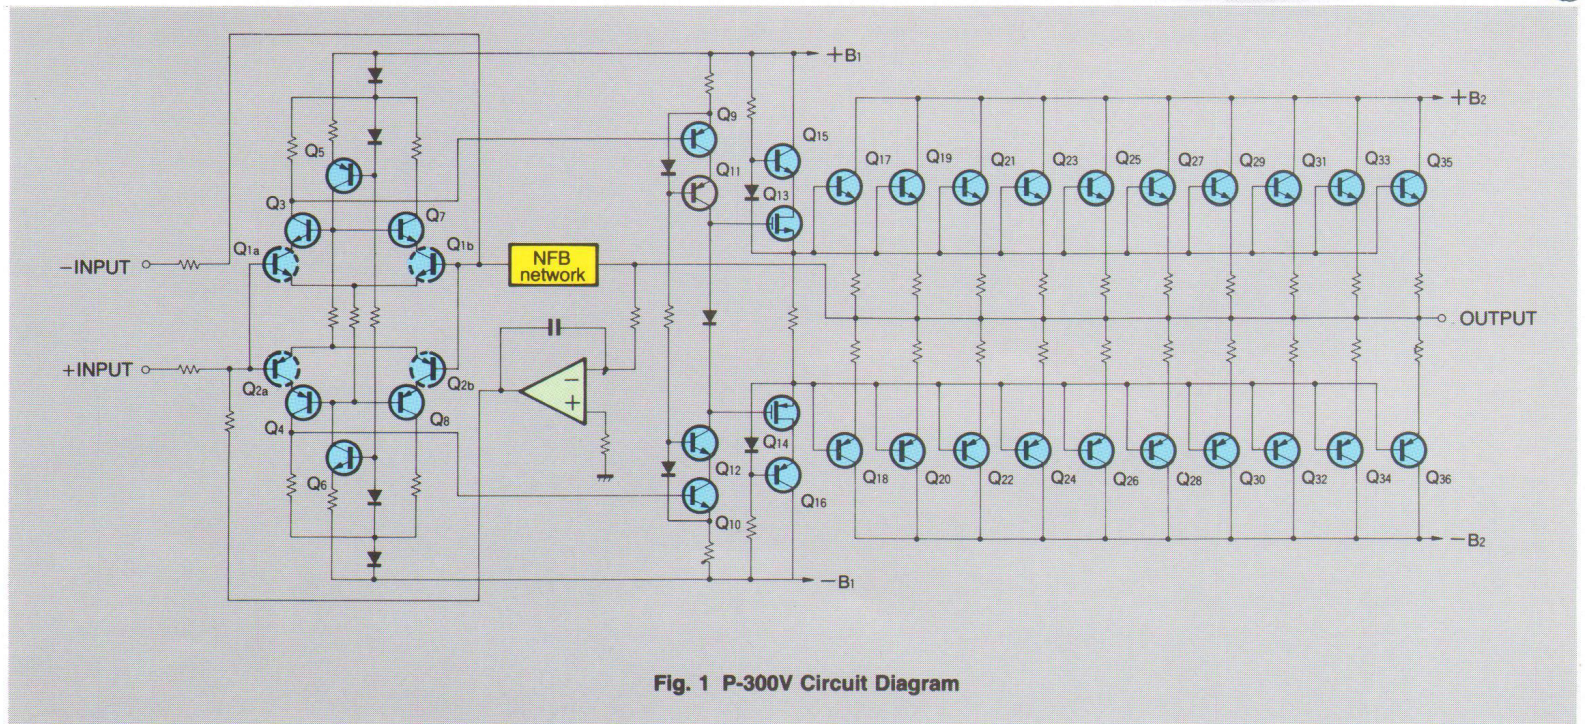 +B₁
Q₉
+B₂
Q₅
Q₁₅
Q₁₇
Q₁₉
Q₂₁
Q₂₃
Q₂₅
Q₂₇
Q₂₉
Q₃₁
Q₃₃
Q₃₅
Q₁₁
Q₃
Q₇
Q₁₃
Q₁a
Q₁b
−INPUT
NFB
network
OUTPUT
+INPUT
Q₂a
Q₂b
−
+
Q₄
Q₈
Q₁₄
Q₆
Q₁₂
Q₁₆
Q₁₈
Q₂₀
Q₂₂
Q₂₄
Q₂₆
Q₂₈
Q₃₀
Q₃₂
Q₃₄
Q₃₆
Q₁₀
−B₂
−B₁
Fig. 1 P-300V Circuit Diagram